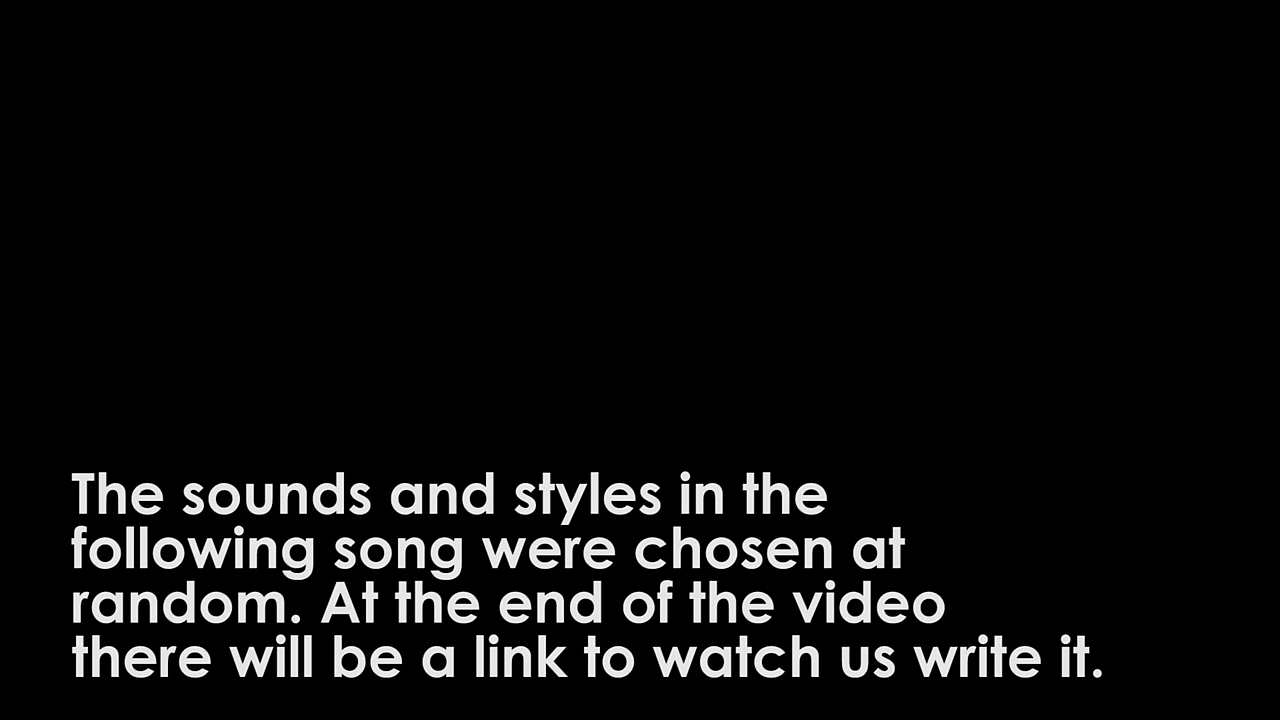 The sounds and styles in the
following song were chosen at
random. At the end of the video
there will be a link to watch us write it.